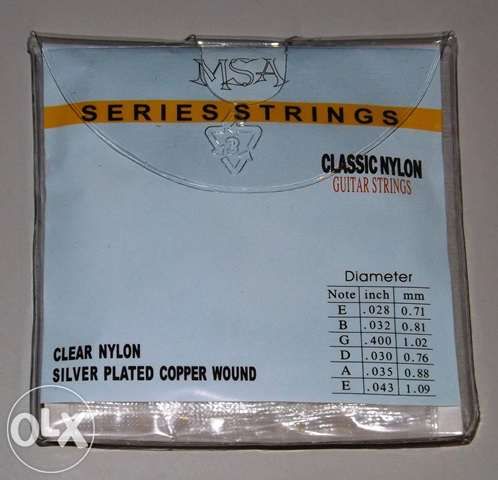 MSA
SERIES STRINGS
CLASSIC NYLON
GUITAR STRINGS
Diameter
Note inch mm
E .028 0.71
B .032 0.81
G .400 1.02
D .030 0.76
A .035 0.88
E .043 1.09
CLEAR NYLON
SILVER PLATED COPPER WOUND
OLX